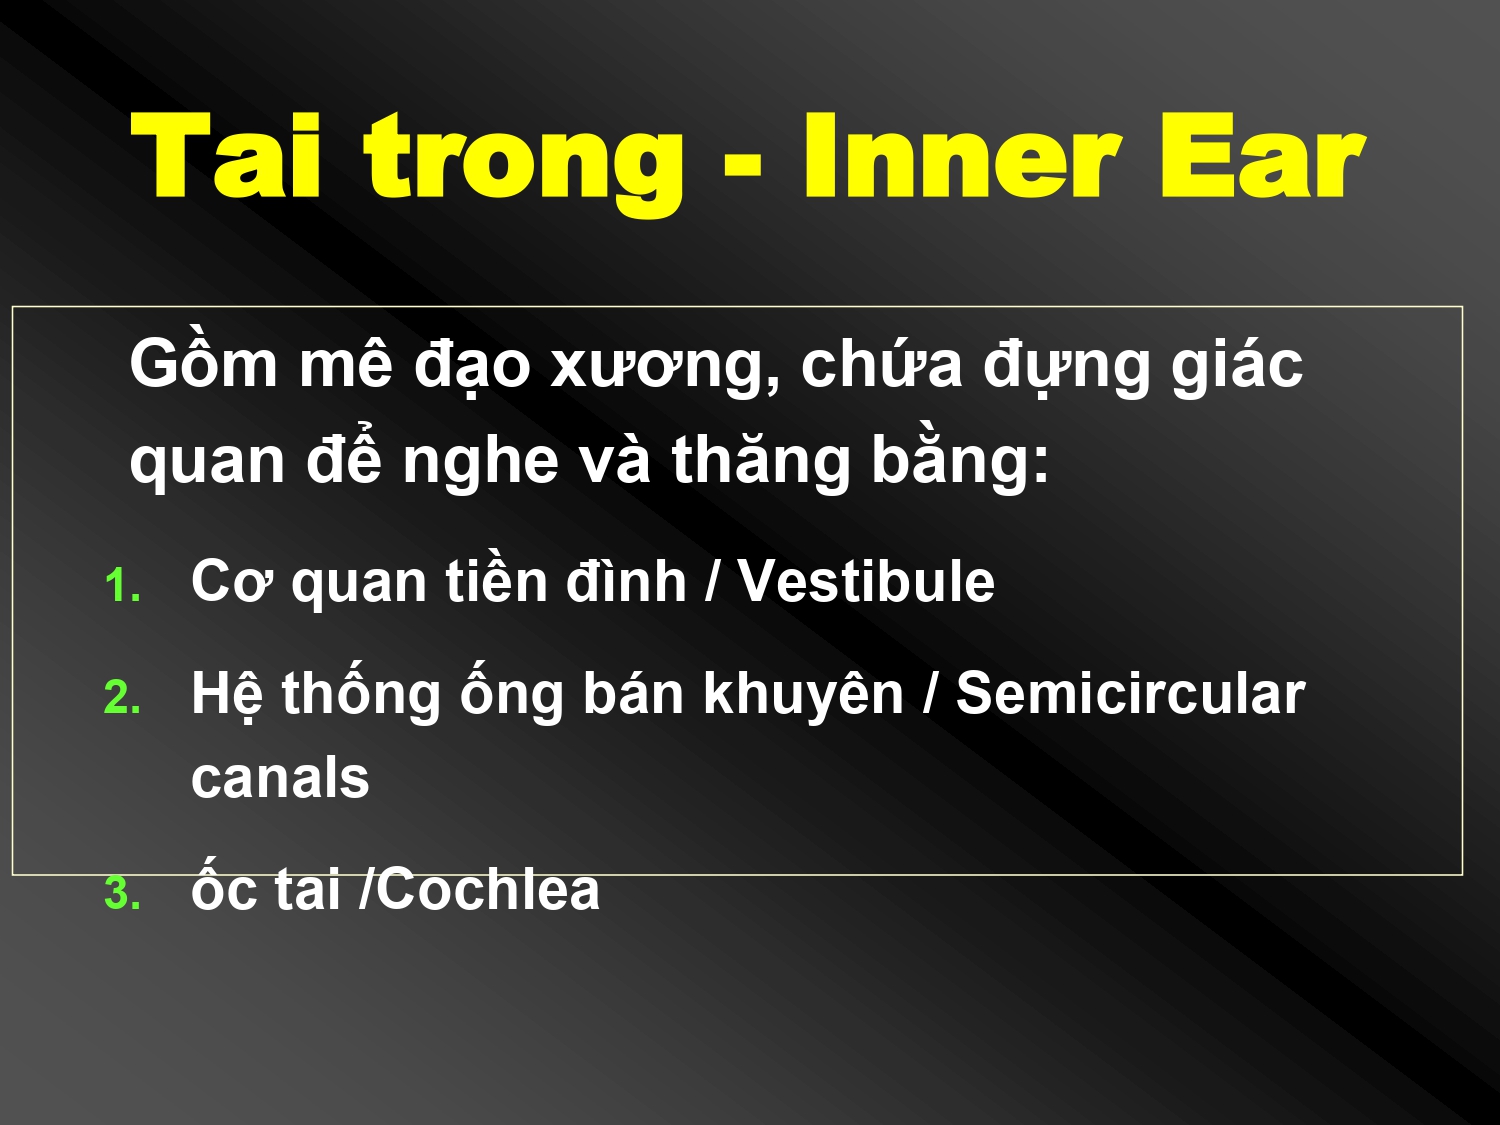 Tai trong - Inner Ear
Gồm mê đạo xương, chứa đựng giác
quan để nghe và thăng bằng:
1. Cơ quan tiền đình / Vestibule
2. Hệ thống ống bán khuyên / Semicircular
canals
3. ốc tai /Cochlea